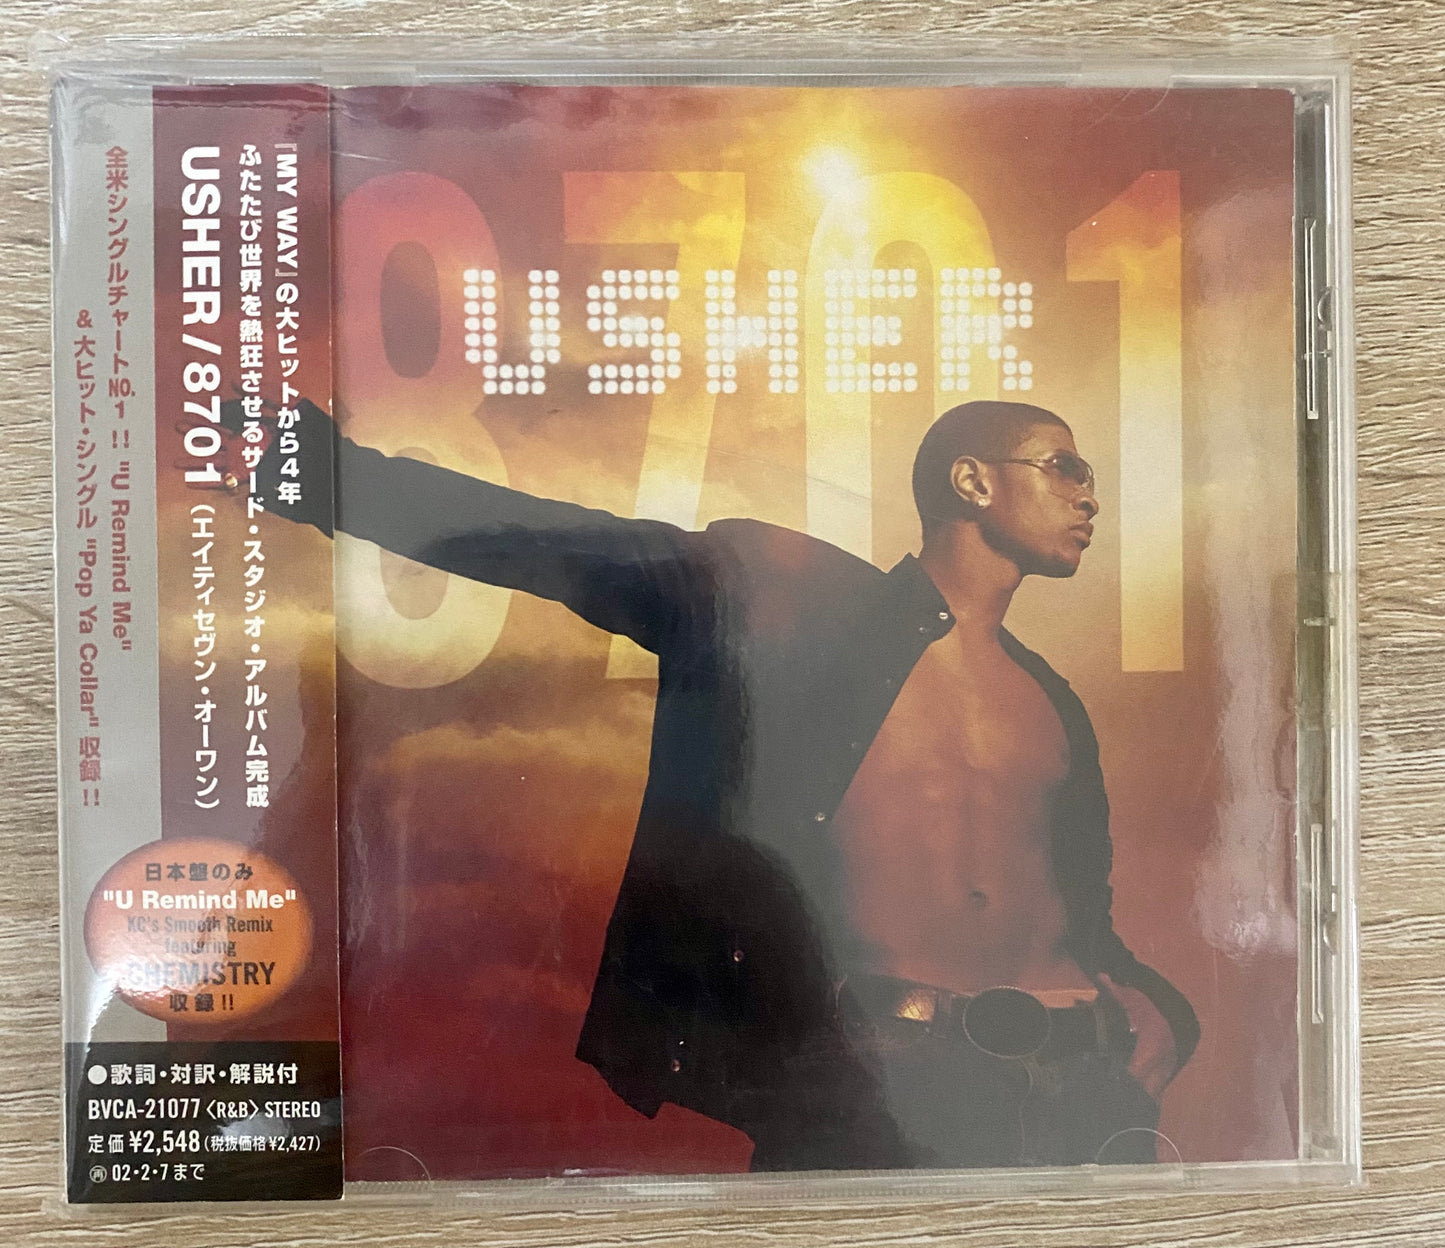 『MY WAY』の大ヒットから4年
ふたたび世界を熱狂させるサード・スタジオ・アルバム完成
USHER/8701（エイティセヴン・オーワン）
全米シングルチャートNO.1 !! "U Remind Me"
&大ヒット・シングル "Pop Ya Collar" 収録!!
日本盤のみ
"U Remind Me"
KC's Smooth Remix
featuring
CHEMISTRY
収録!!
●歌詞・対訳・解説付
BVCA-21077〈R&B〉STEREO
定価¥2,548(税抜価格¥2,427)
再 02・2・7まで
8701
USHER